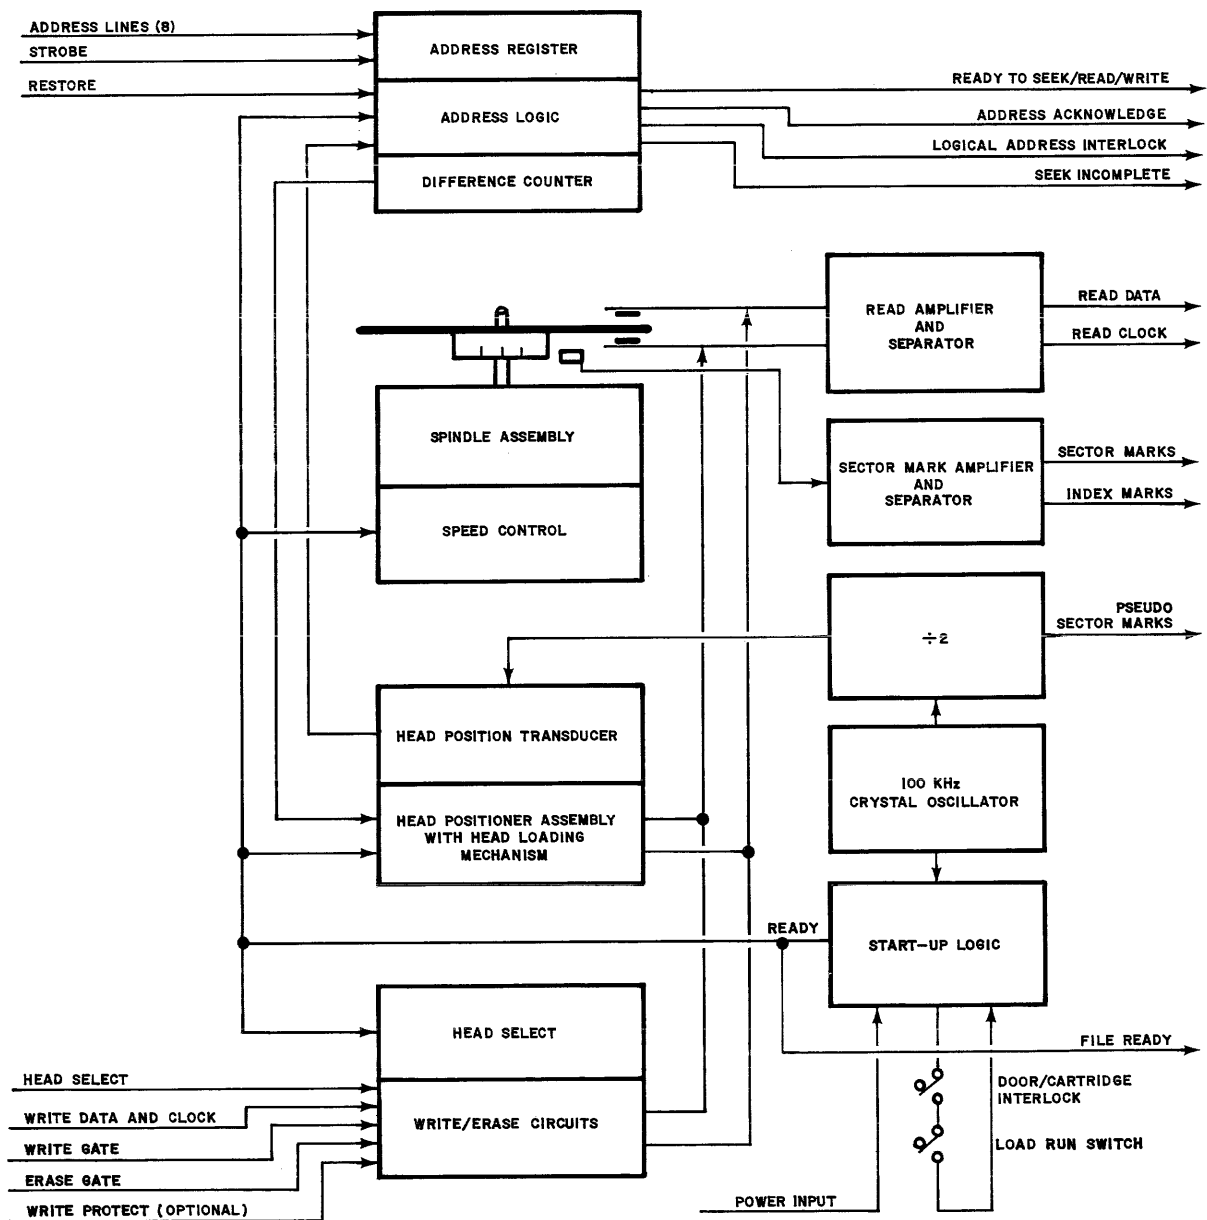 ADDRESS LINES (8)
STROBE
RESTORE
ADDRESS REGISTER
ADDRESS LOGIC
DIFFERENCE COUNTER
READY TO SEEK/READ/WRITE
ADDRESS ACKNOWLEDGE
LOGICAL ADDRESS INTERLOCK
SEEK INCOMPLETE
READ AMPLIFIER
AND
SEPARATOR
READ DATA
READ CLOCK
SPINDLE ASSEMBLY
SPEED CONTROL
SECTOR MARK AMPLIFIER
AND
SEPARATOR
SECTOR MARKS
INDEX MARKS
÷2
PSEUDO
SECTOR MARKS
HEAD POSITION TRANSDUCER
HEAD POSITIONER ASSEMBLY
WITH HEAD LOADING
MECHANISM
100 KHz
CRYSTAL OSCILLATOR
READY
START-UP LOGIC
HEAD SELECT
WRITE/ERASE CIRCUITS
FILE READY
HEAD SELECT
WRITE DATA AND CLOCK
WRITE GATE
ERASE GATE
WRITE PROTECT (OPTIONAL)
DOOR/CARTRIDGE
INTERLOCK
LOAD RUN SWITCH
POWER INPUT